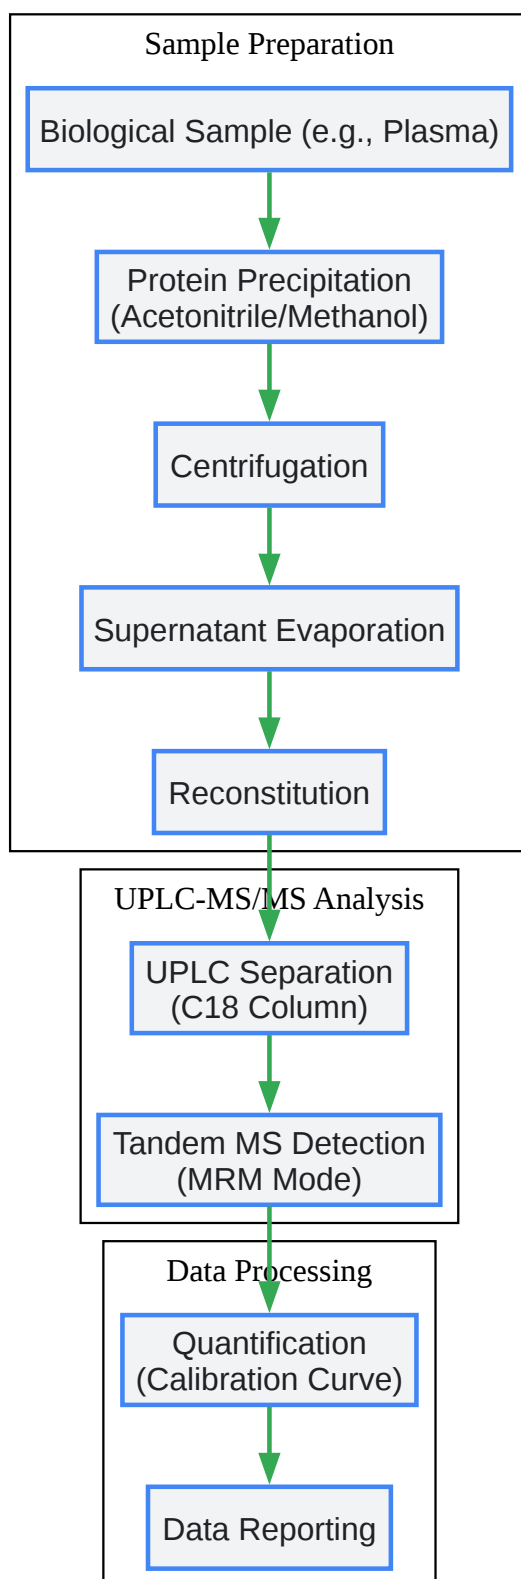 Sample Preparation
Biological Sample (e.g., Plasma)
Protein Precipitation
(Acetonitrile/Methanol)
Centrifugation
Supernatant Evaporation
Reconstitution
UPLC-MS/MS Analysis
UPLC Separation
(C18 Column)
Tandem MS Detection
(MRM Mode)
Data Processing
Quantification
(Calibration Curve)
Data Reporting